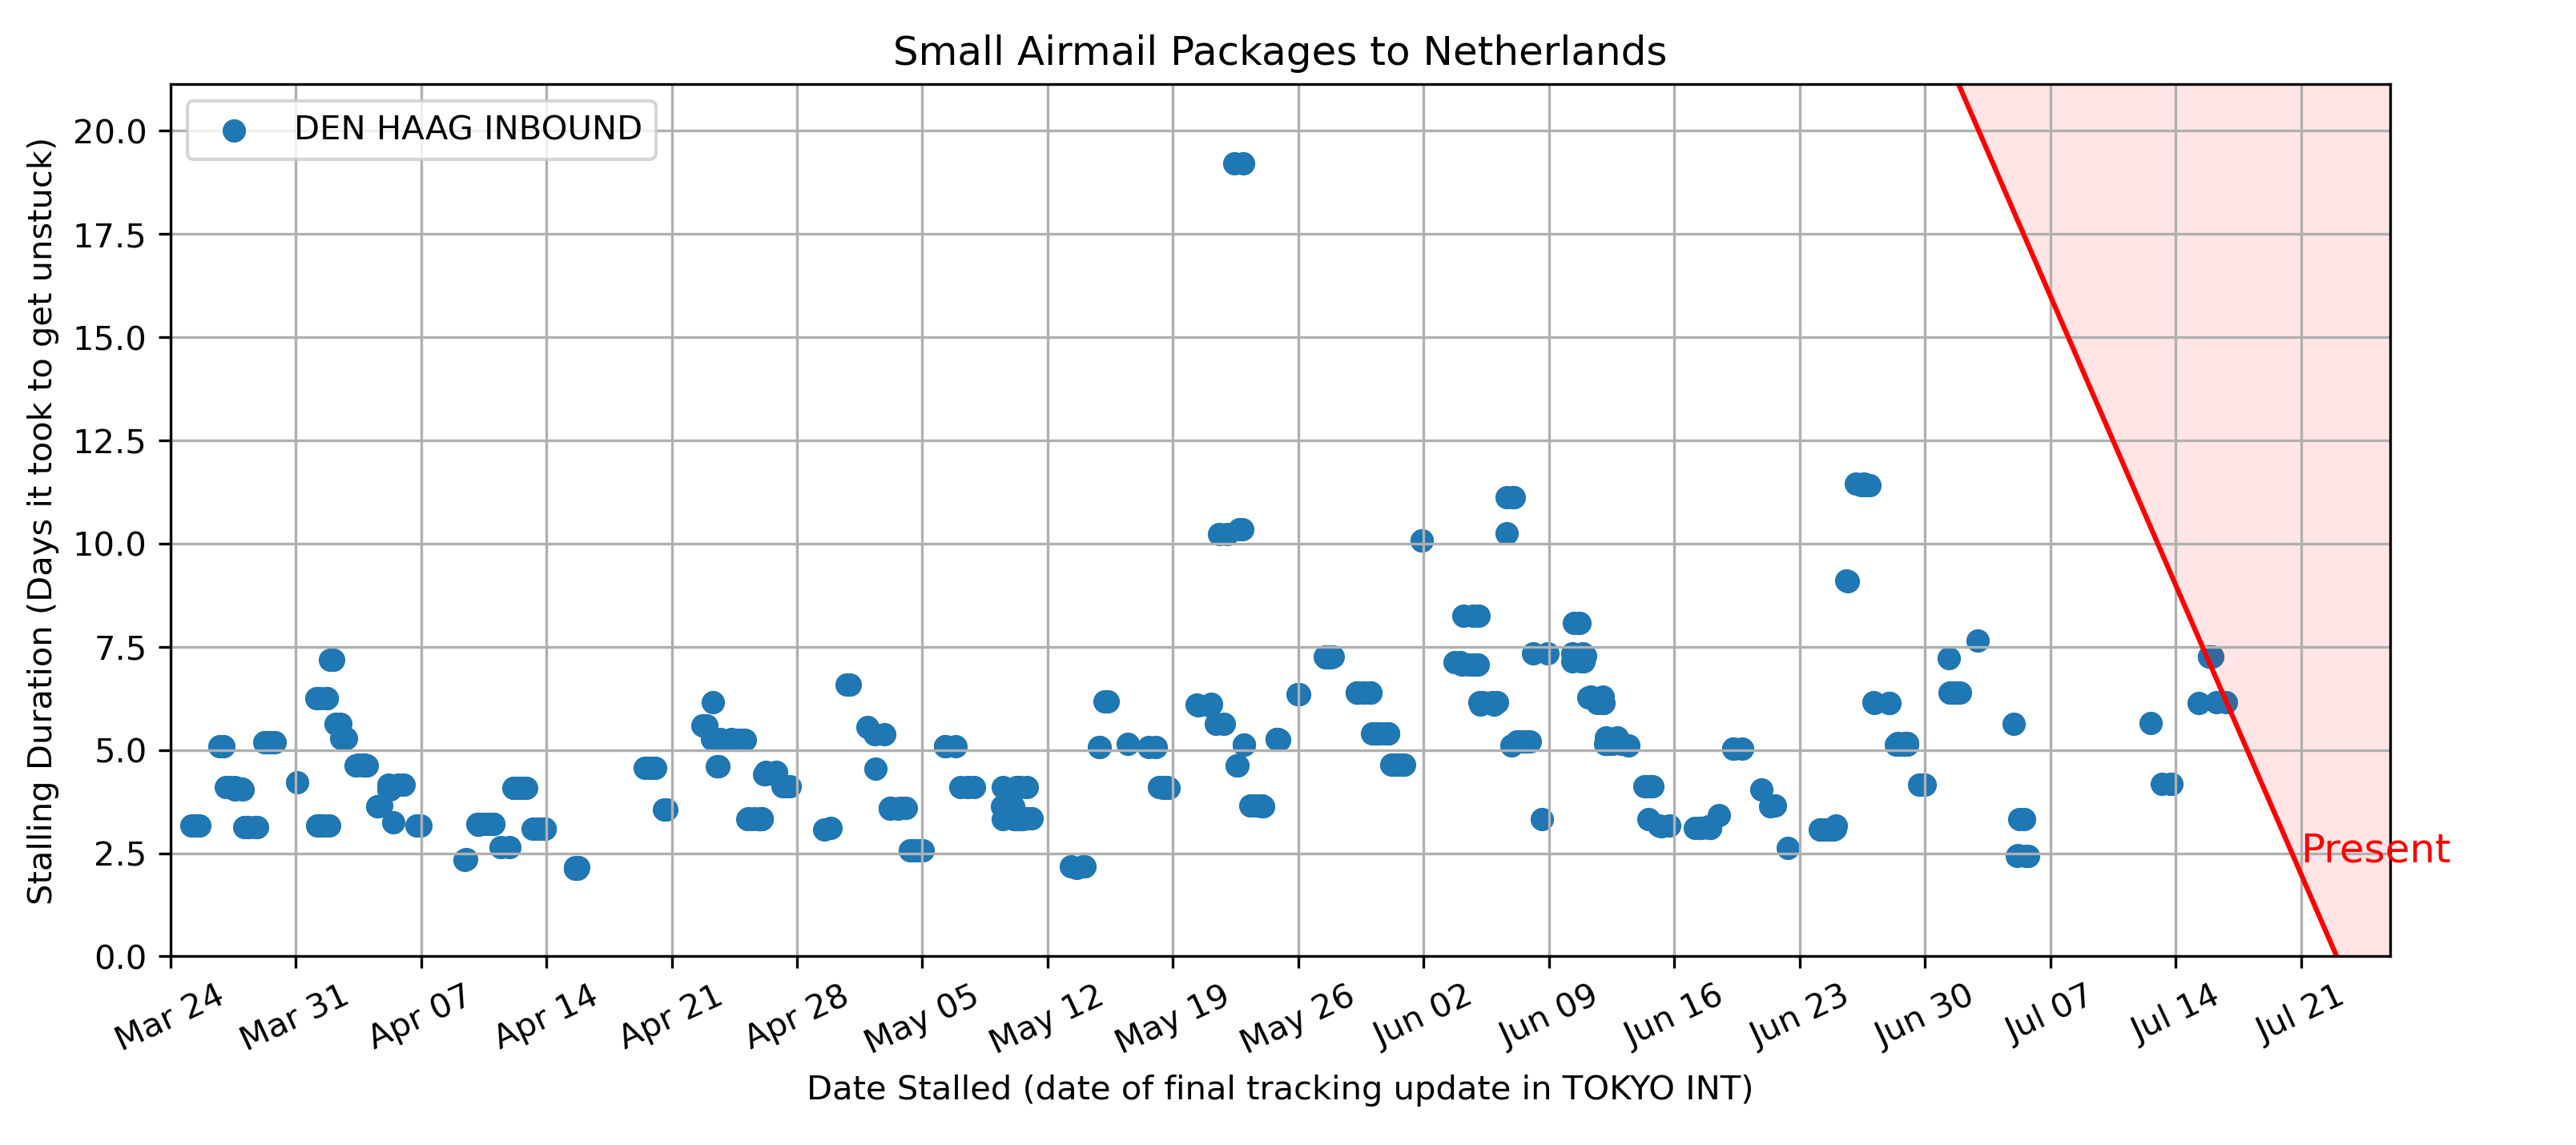 Small Airmail Packages to Netherlands
DEN HAAG INBOUND
Stalling Duration (Days it took to get unstuck)
20.0
17.5
15.0
12.5
10.0
7.5
5.0
2.5
0.0
Present
Mar 24
Mar 31
Apr 07
Apr 14
Apr 21
Apr 28
May 05
May 12
May 19
May 26
Jun 02
Jun 09
Jun 16
Jun 23
Jun 30
Jul 07
Jul 14
Jul 21
Date Stalled (date of final tracking update in TOKYO INT)